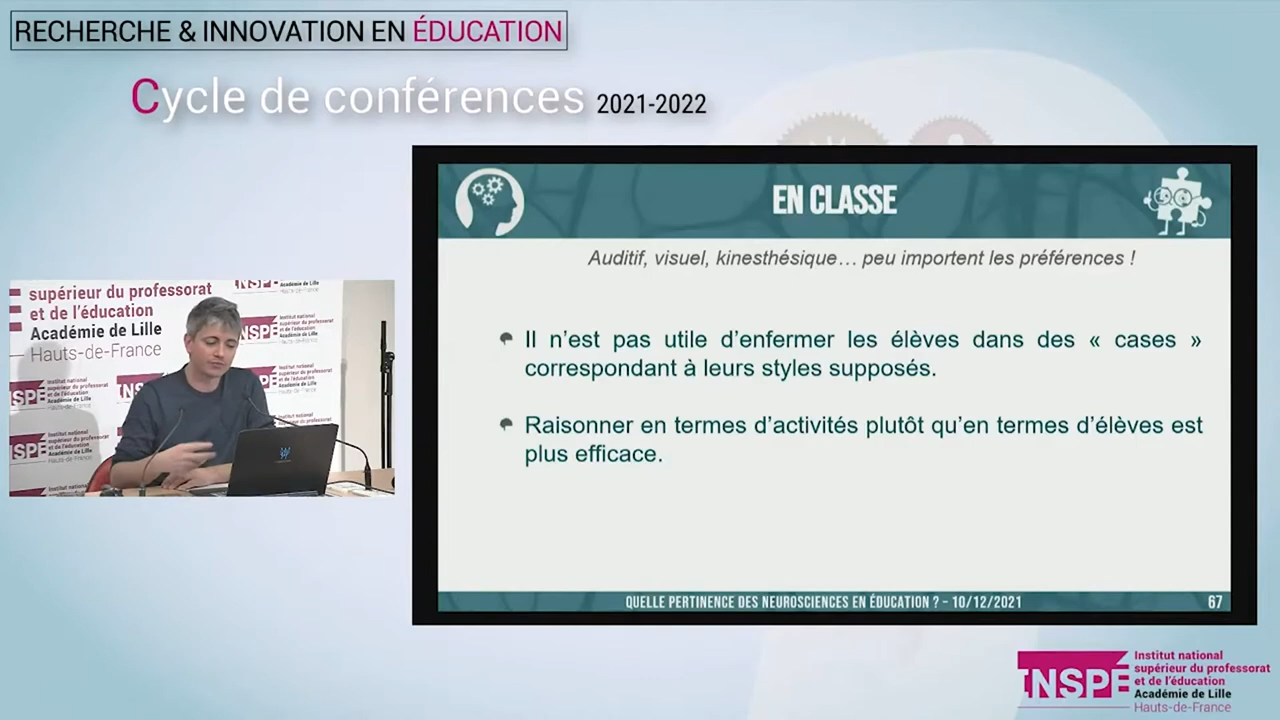 RECHERCHE & INNOVATION EN ÉDUCATION
Cycle de conférences 2021-2022
EN CLASSE
Auditif, visuel, kinesthésique… peu importent les préférences !
Il n’est pas utile d’enfermer les élèves dans des « cases »
correspondant à leurs styles supposés.
Raisonner en termes d’activités plutôt qu’en termes d’élèves est
plus efficace.
QUELLE PERTINENCE DES NEUROSCIENCES EN ÉDUCATION ? – 10/12/2021
67
supérieur du professorat
et de l'éducation
Académie de Lille
Hauts-de-France
INSPÉ
Institut national
supérieur du professorat
et de l'éducation
Académie de Lille
Hauts-de-France